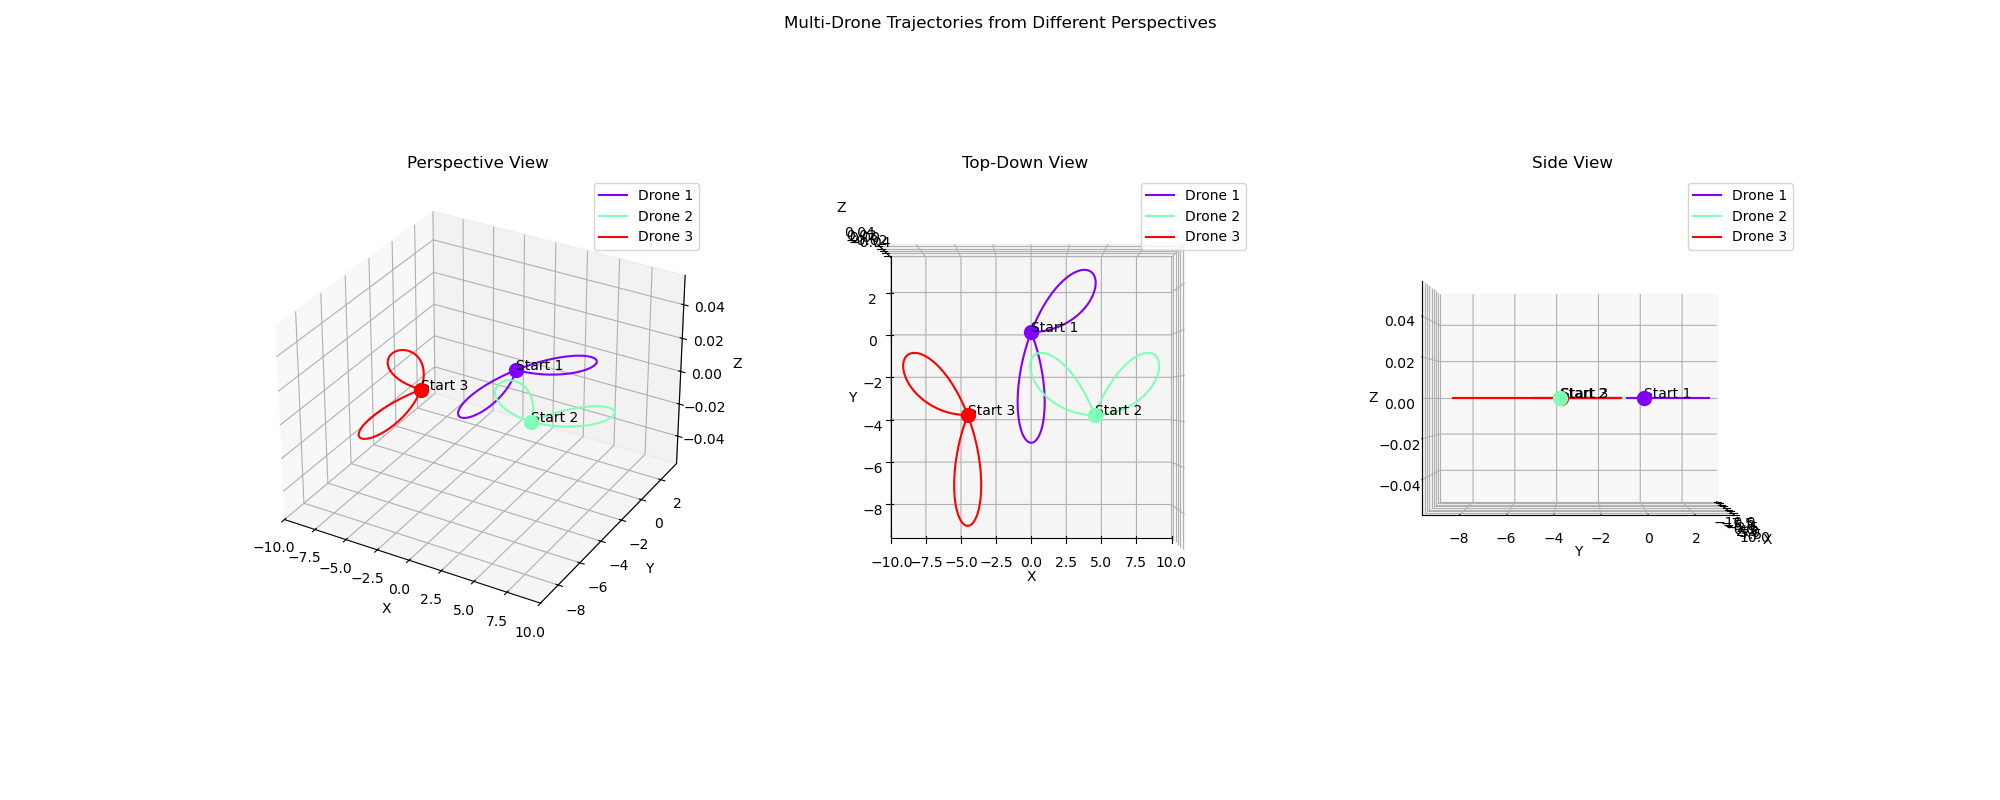 Multi-Drone Trajectories from Different Perspectives
Perspective View
Drone 1
Drone 2
Drone 3
Start 1
Start 2
Start 3
0.04
0.02
0.00
−0.02
−0.04
Z
2
0
−2
−4
−6
−8
Y
−10.0
−7.5
−5.0
−2.5
0.0
2.5
5.0
7.5
10.0
X
Top-Down View
Drone 1
Drone 2
Drone 3
Z
0.04
−0.04
2
0
−2
−4
−6
−8
Y
Start 1
Start 3
Start 2
−10.0
−7.5
−5.0
−2.5
0.0
2.5
5.0
7.5
10.0
X
Side View
Drone 1
Drone 2
Drone 3
0.04
0.02
0.00
−0.02
−0.04
Z
Start 1
−8
−6
−4
−2
0
2
Y
10.0
X